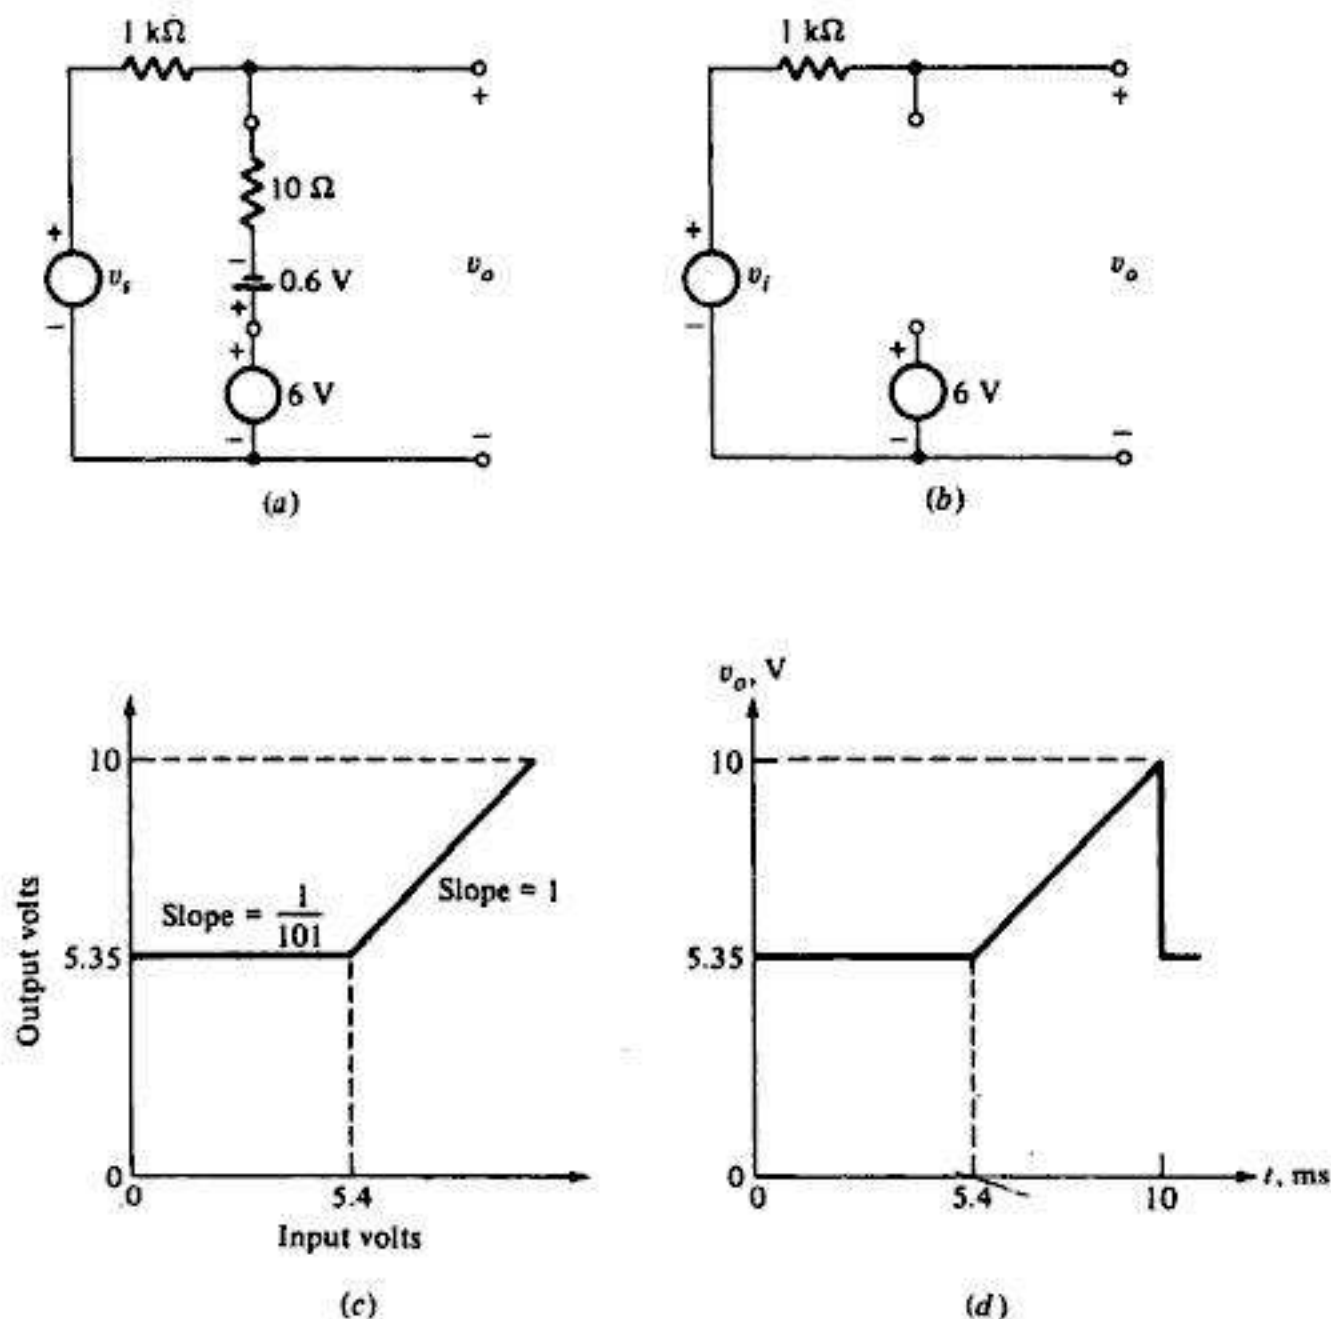 1 kΩ
+
10 Ω
+
−
v_s
−
0.6 V
+
v_o
+
6 V
−
−
(a)
1 kΩ
+
+
v_i
−
v_o
+
6 V
−
−
(b)
Output volts
10
Slope = 1/101
Slope = 1
5.35
0
0
5.4
Input volts
(c)
v_o, V
10
5.35
0
0
5.4
10
t, ms
(d)